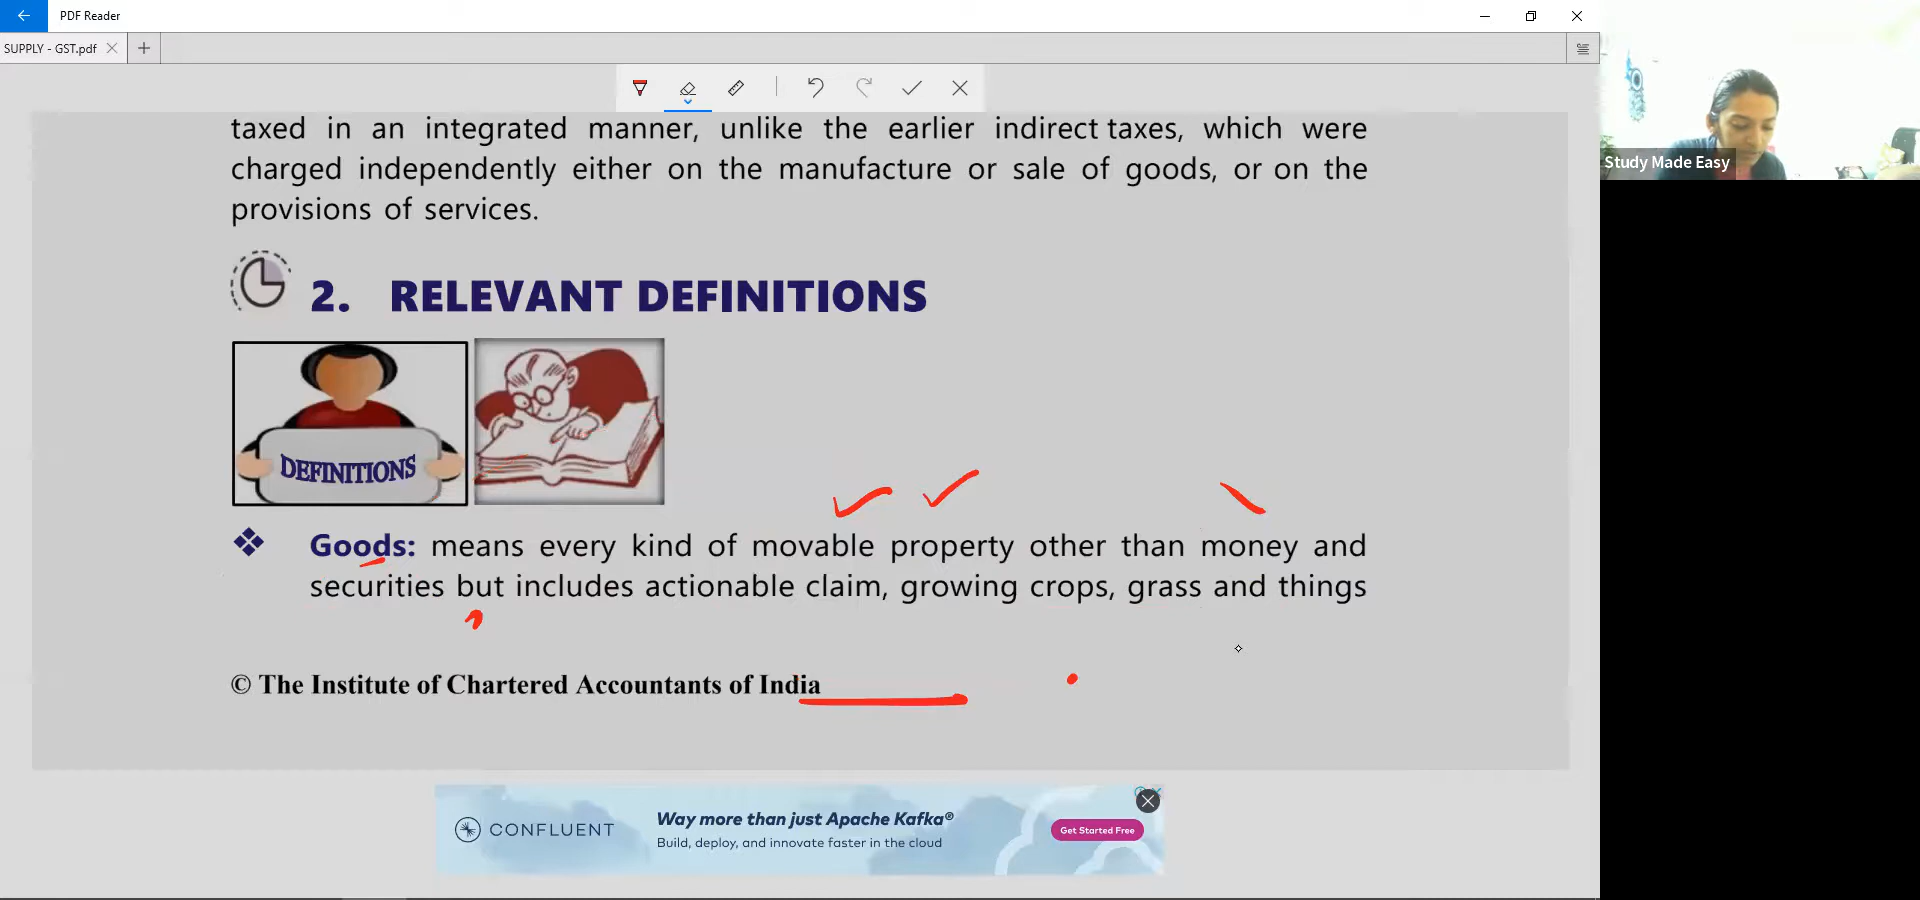 PDF Reader
SUPPLY - GST.pdf
Study Made Easy
taxed in an integrated manner, unlike the earlier indirect taxes, which were
charged independently either on the manufacture or sale of goods, or on the
provisions of services.
2. RELEVANT DEFINITIONS
DEFINITIONS
Goods: means every kind of movable property other than money and
securities but includes actionable claim, growing crops, grass and things
© The Institute of Chartered Accountants of India
CONFLUENT
Way more than just Apache Kafka®
Build, deploy, and innovate faster in the cloud
Get Started Free